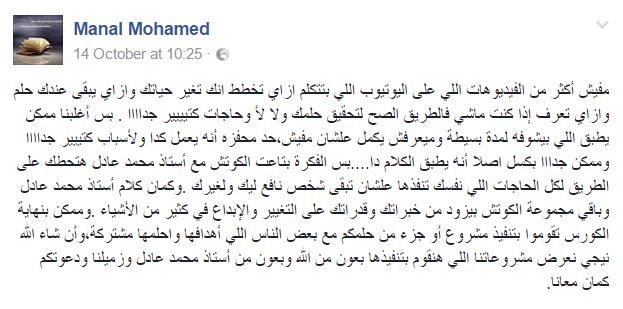 Manal Mohamed
14 October at 10:25
مفيش أكثر من الفيديوهات اللي على اليوتيوب اللي بتتكلم ازاي تخطط انك تغير حياتك وازاي يبقى عندك حلم
وازاي تعرف إذا كنت ماشي فالطريق الصح لتحقيق حلمك ولا لأ وحاجات كتيييير جداااا . بس أغلبنا ممكن
يطبق اللي بيشوفه لمدة بسيطة وميعرفش يكمل علشان مفيش،حد محفزه أنه يعمل كدا ولأسباب كتييير جداااا
وممكن جدااا بكسل اصلا أنه يطبق الكلام دا....بس الفكرة بتاعت الكوتش مع أستاذ محمد عادل هتحطك على
الطريق لكل الحاجات اللي نفسك تنفذها علشان تبقى شخص نافع ليك ولغيرك .وكمان كلام أستاذ محمد عادل
وباقي مجموعة الكوتش بيزود من خبراتك وقدراتك على التغيير والإبداع في كثير من الأشياء .وممكن بنهاية
الكورس تقوموا بتنفيذ مشروع أو جزء من حلمكم مع بعض الناس اللي أهدافها واحلمها مشتركة،وأن شاء الله
نيجي نعرض مشروعاتنا اللي هنقوم بتنفيذها بعون من الله وبعون من أستاذ محمد عادل وزميلنا ودعوتكم
كمان معانا.